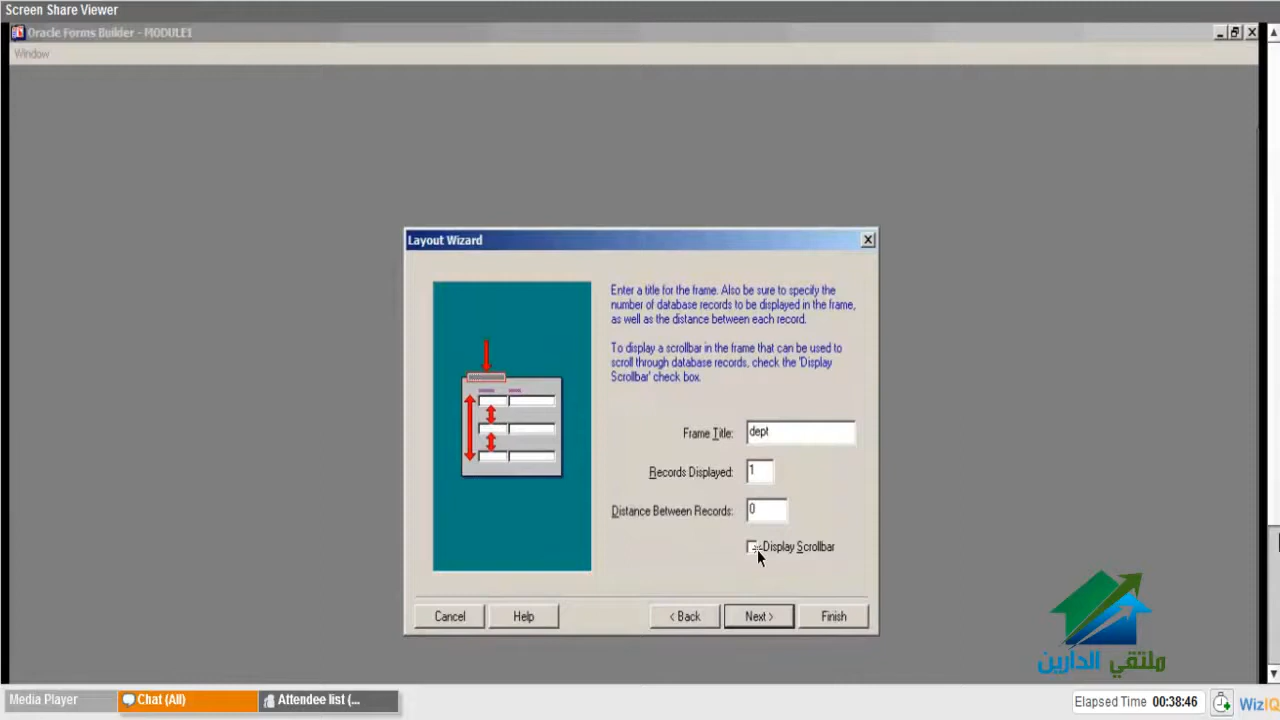 Screen Share Viewer
Oracle Forms Builder - MODULE1
Window
Layout Wizard
Enter a title for the frame. Also be sure to specify the
number of database records to be displayed in the frame,
as well as the distance between each record.
To display a scrollbar in the frame that can be used to
scroll through database records, check the 'Display
Scrollbar' check box.
Frame Title: dept
Records Displayed: 1
Distance Between Records: 0
Display Scrollbar
Cancel Help < Back Next > Finish
ملتقي الدارين
Media Player Chat (All) Attendee list (... Elapsed Time 00:38:46 WizIQ